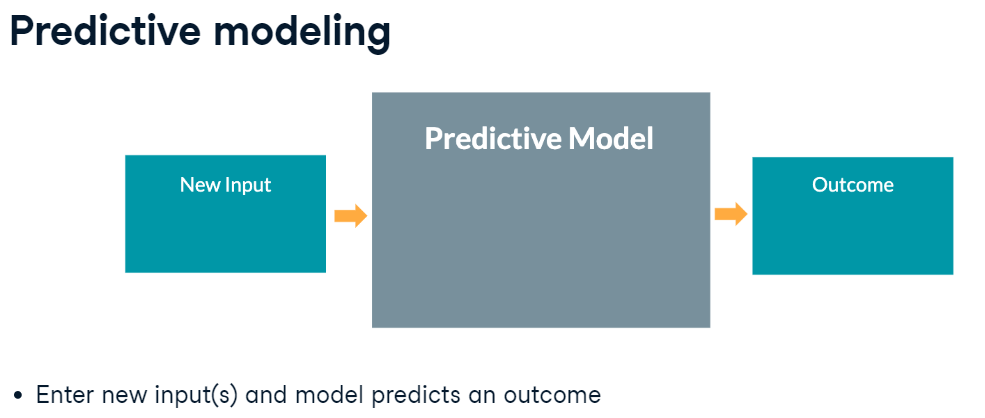 Predictive modeling
New Input
Predictive Model
Outcome
• Enter new input(s) and model predicts an outcome